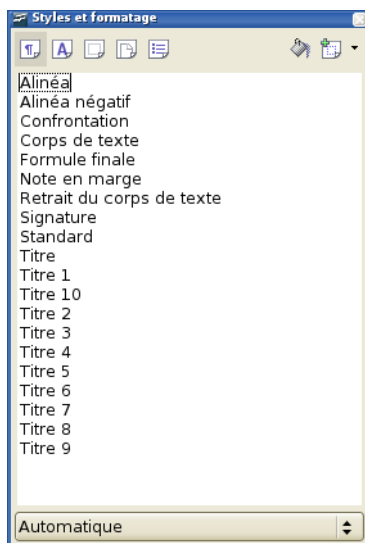 Styles et formatage
Alinéa
Alinéa négatif
Confrontation
Corps de texte
Formule finale
Note en marge
Retrait du corps de texte
Signature
Standard
Titre
Titre 1
Titre 10
Titre 2
Titre 3
Titre 4
Titre 5
Titre 6
Titre 7
Titre 8
Titre 9
Automatique